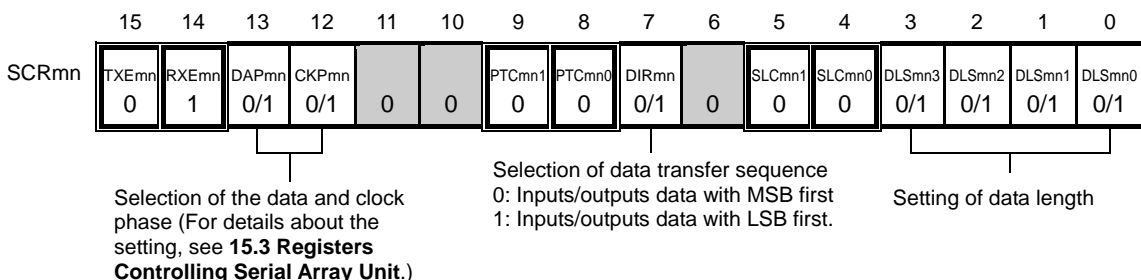 15 14 13 12 11 10 9 8 7 6 5 4 3 2 1 0
SCRmn
TXEmn RXEmn DAPmn CKPmn PTCmn1 PTCmn0 DIRmn SLCmn1 SLCmn0 DLSmn3 DLSmn2 DLSmn1 DLSmn0
0 1 0/1 0/1 0 0 0 0 0/1 0 0 0 0/1 0/1 0/1 0/1
Selection of the data and clock
phase (For details about the
setting, see 15.3 Registers
Controlling Serial Array Unit.)
Selection of data transfer sequence
0: Inputs/outputs data with MSB first
1: Inputs/outputs data with LSB first.
Setting of data length